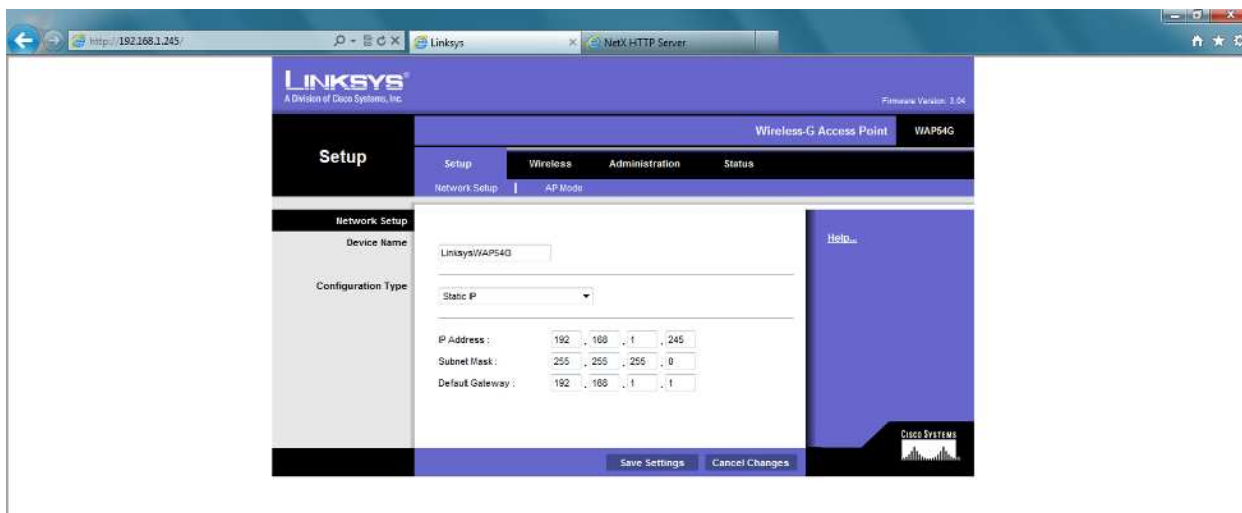 http://192.168.1.245/
Linksys
NetX HTTP Server
LINKSYS®
A Division of Cisco Systems, Inc.
Firmware Version: 3.04
Wireless-G Access Point
WAP54G
Setup
Setup
Wireless
Administration
Status
Network Setup
AP Mode
Network Setup
Device Name
LinksysWAP54G
Help...
Configuration Type
Static IP
IP Address : 192 . 168 . 1 . 245
Subnet Mask : 255 . 255 . 255 . 0
Default Gateway : 192 . 168 . 1 . 1
CISCO SYSTEMS
Save Settings
Cancel Changes